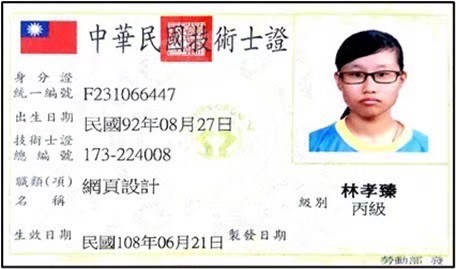 中華民國技術士證
身分證
統一編號 F231066447
出生日期 民國92年08月27日
技術士證
總編號 173-224008
職類(項)
名稱 網頁設計
林孝臻
級別 丙級
生效日期 民國108年06月21日 製發日期
勞動部 發